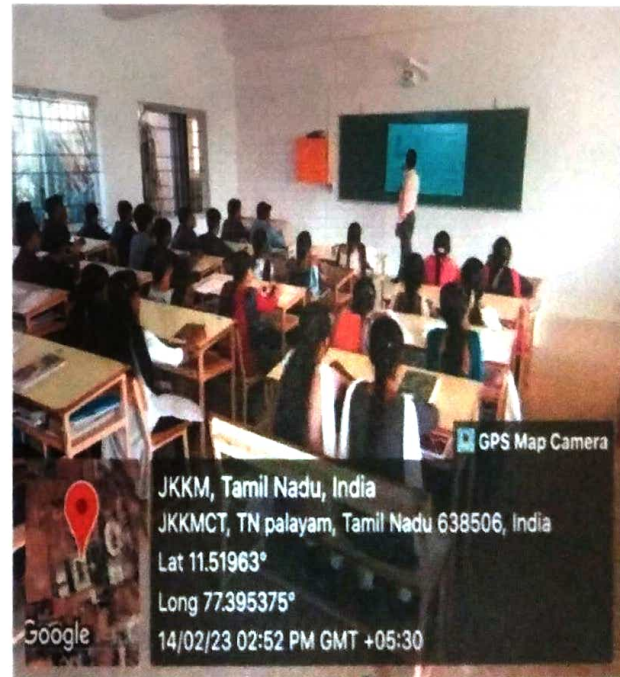 GPS Map Camera
JKKM, Tamil Nadu, India
JKKMCT, TN palayam, Tamil Nadu 638506, India
Lat 11.51963°
Long 77.395375°
14/02/23 02:52 PM GMT +05:30
Google